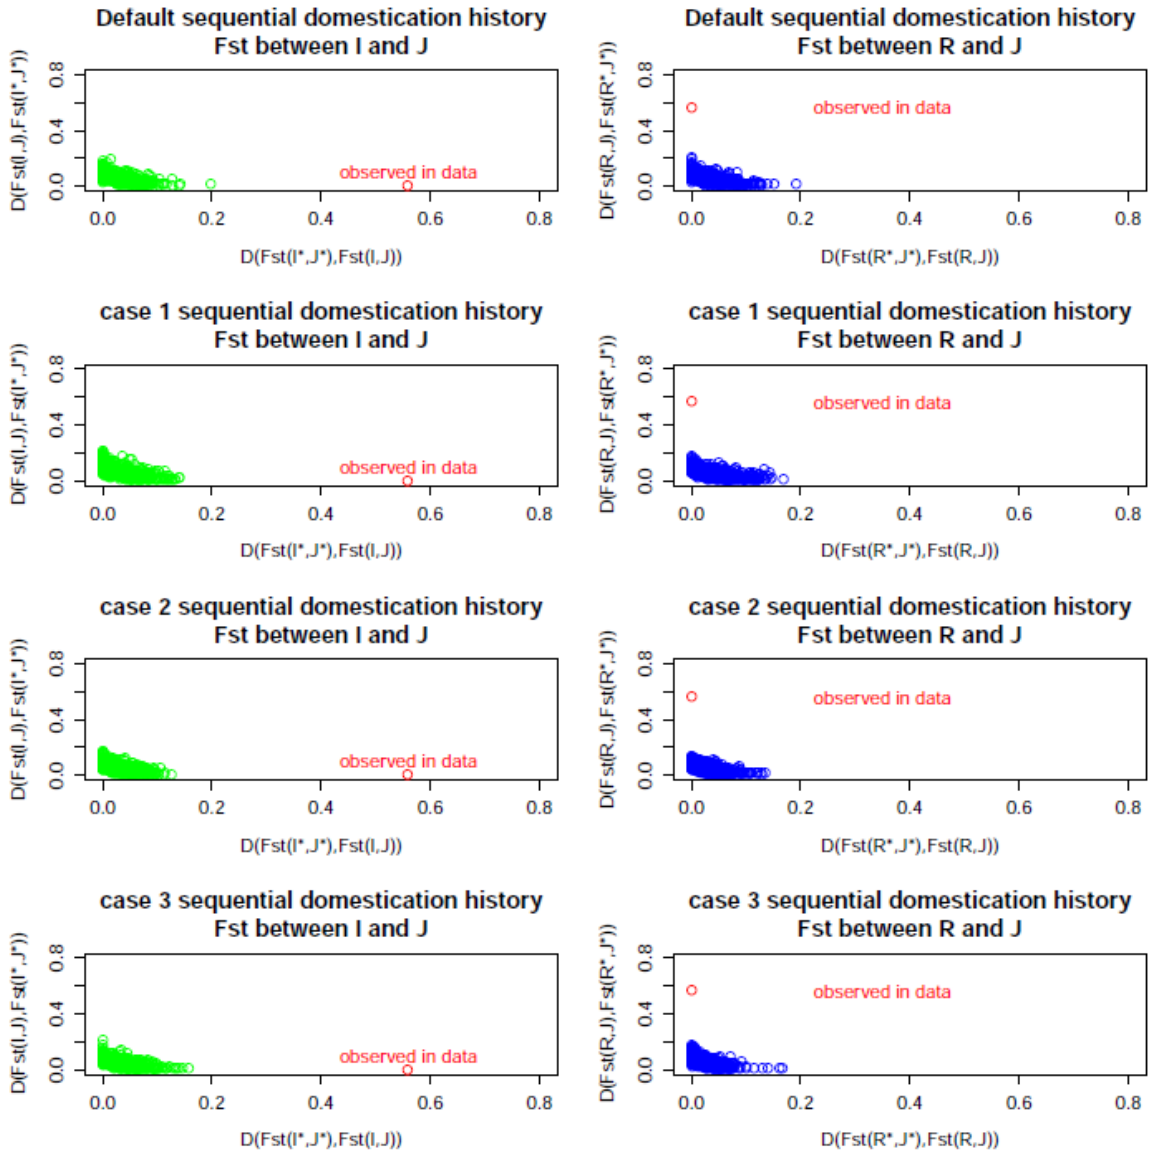 Default sequential domestication history
Fst between I and J
D(Fst(I,J),Fst(I*,J*))
0.8
0.4
0.0
observed in data
0.0 0.2 0.4 0.6 0.8
D(Fst(I*,J*),Fst(I,J))
Default sequential domestication history
Fst between R and J
D(Fst(R,J),Fst(R*,J*))
0.8
0.4
0.0
observed in data
0.0 0.2 0.4 0.6 0.8
D(Fst(R*,J*),Fst(R,J))
case 1 sequential domestication history
Fst between I and J
D(Fst(I,J),Fst(I*,J*))
0.8
0.4
0.0
observed in data
0.0 0.2 0.4 0.6 0.8
D(Fst(I*,J*),Fst(I,J))
case 1 sequential domestication history
Fst between R and J
D(Fst(R,J),Fst(R*,J*))
0.8
0.4
0.0
observed in data
0.0 0.2 0.4 0.6 0.8
D(Fst(R*,J*),Fst(R,J))
case 2 sequential domestication history
Fst between I and J
D(Fst(I,J),Fst(I*,J*))
0.8
0.4
0.0
observed in data
0.0 0.2 0.4 0.6 0.8
D(Fst(I*,J*),Fst(I,J))
case 2 sequential domestication history
Fst between R and J
D(Fst(R,J),Fst(R*,J*))
0.8
0.4
0.0
observed in data
0.0 0.2 0.4 0.6 0.8
D(Fst(R*,J*),Fst(R,J))
case 3 sequential domestication history
Fst between I and J
D(Fst(I,J),Fst(I*,J*))
0.8
0.4
0.0
observed in data
0.0 0.2 0.4 0.6 0.8
D(Fst(I*,J*),Fst(I,J))
case 3 sequential domestication history
Fst between R and J
D(Fst(R,J),Fst(R*,J*))
0.8
0.4
0.0
observed in data
0.0 0.2 0.4 0.6 0.8
D(Fst(R*,J*),Fst(R,J))